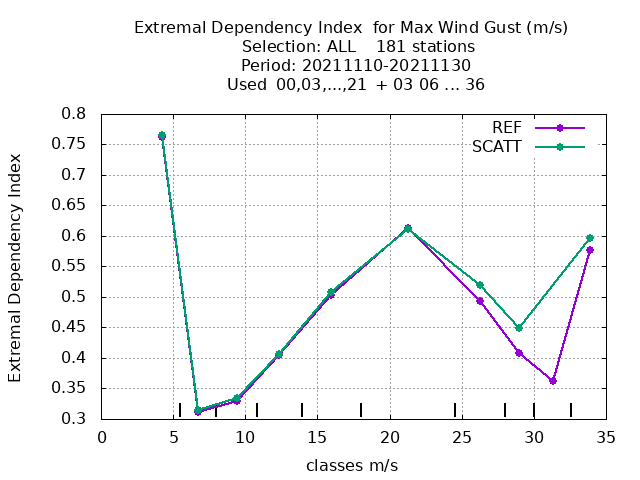 Extremal Dependency Index  for Max Wind Gust (m/s)
Selection: ALL    181 stations
Period: 20211110-20211130
Used  00,03,...,21  + 03 06 ... 36
REF
SCATT
Extremal Dependency Index
0.8
0.75
0.7
0.65
0.6
0.55
0.5
0.45
0.4
0.35
0.3
0 5 10 15 20 25 30 35
classes m/s